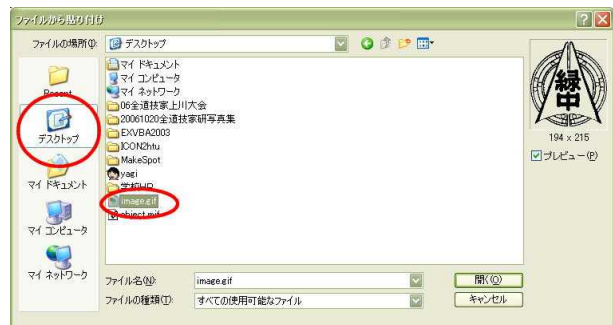 ファイルから貼り付け
ファイルの場所(I):
デスクトップ
Recent
デスクトップ
マイ ドキュメント
マイ コンピュータ
マイ ネットワーク
マイ ドキュメント
マイ コンピュータ
マイ ネットワーク
06全道技家上川大会
20061020全道技家研写真集
EXVBA2003
ICON2htu
MakeSpot
yagi
学校HP
image.gif
object.mif
緑中
194 x 215
プレビュー(P)
ファイル名(N):
image.gif
開く(O)
ファイルの種類(T):
すべての使用可能なファイル
キャンセル